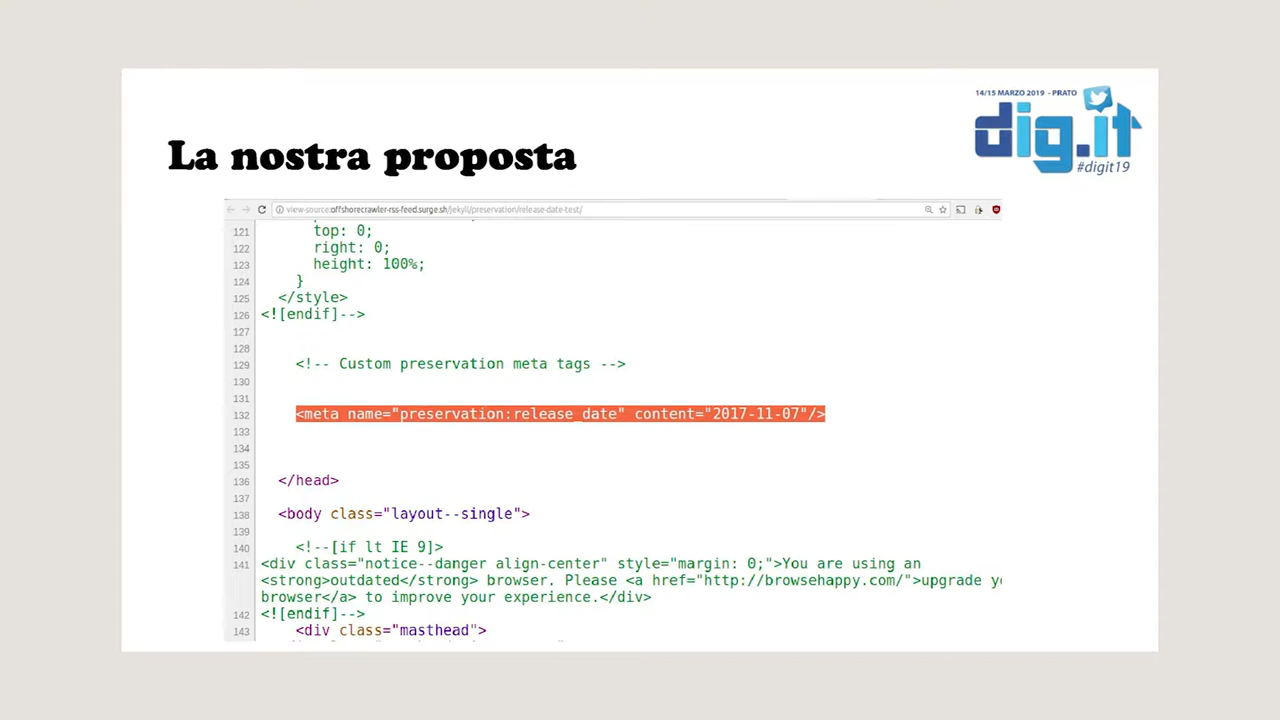 14/15 MARZO 2019 - PRATO
dig.it
#digit19
La nostra proposta
view-source:offshorecrawler-rss-feed.surge.sh/jekyll/preservation/release-date-test/
121
top: 0;
122 right: 0;
123 height: 100%;
124 }
125 </style>
126 <![endif]-->
127
128
129 <!-- Custom preservation meta tags -->
130
131
132 <meta name="preservation:release_date" content="2017-11-07"/>
133
134
135
136 </head>
137
138 <body class="layout--single">
139
140 <!--[if lt IE 9]>
141 <div class="notice--danger align-center" style="margin: 0;">You are using an
<strong>outdated</strong> browser. Please <a href="http://browsehappy.com/">upgrade yo
browser</a> to improve your experience.</div>
142 <![endif]-->
143 <div class="masthead">